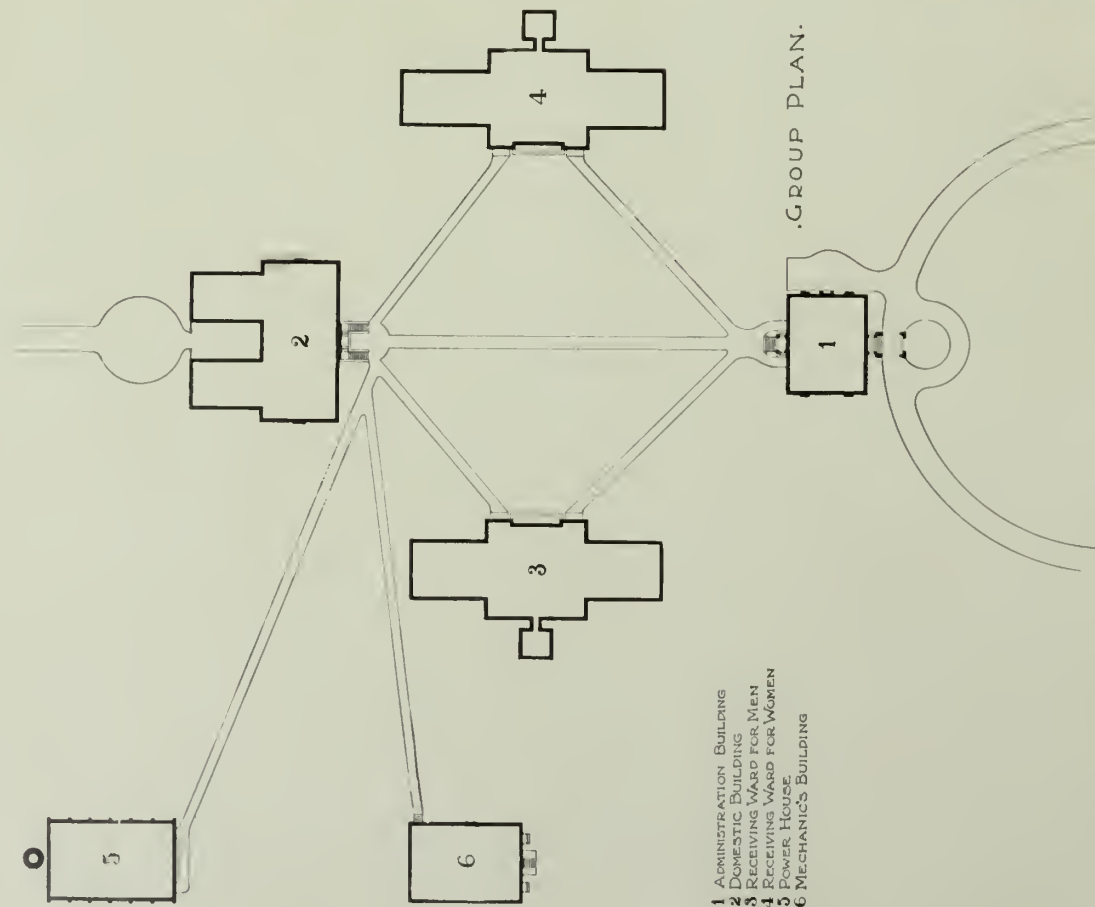 4
.GROUP PLAN.
2
1
3
5
6
1 ADMINISTRATION BUILDING
2 DOMESTIC BUILDING
3 RECEIVING WARD FOR MEN
4 RECEIVING WARD FOR WOMEN
5 POWER HOUSE
6 MECHANIC'S BUILDING